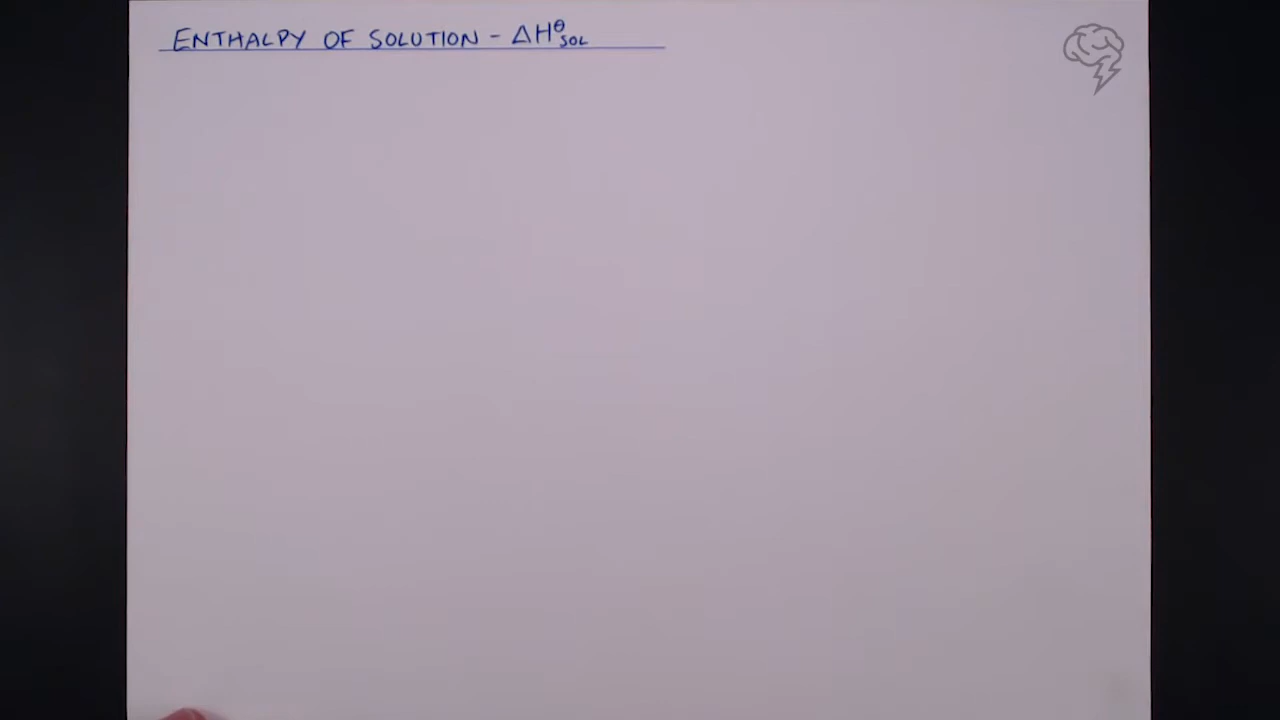 ENTHALPY OF SOLUTION - ΔH^θ_SOL